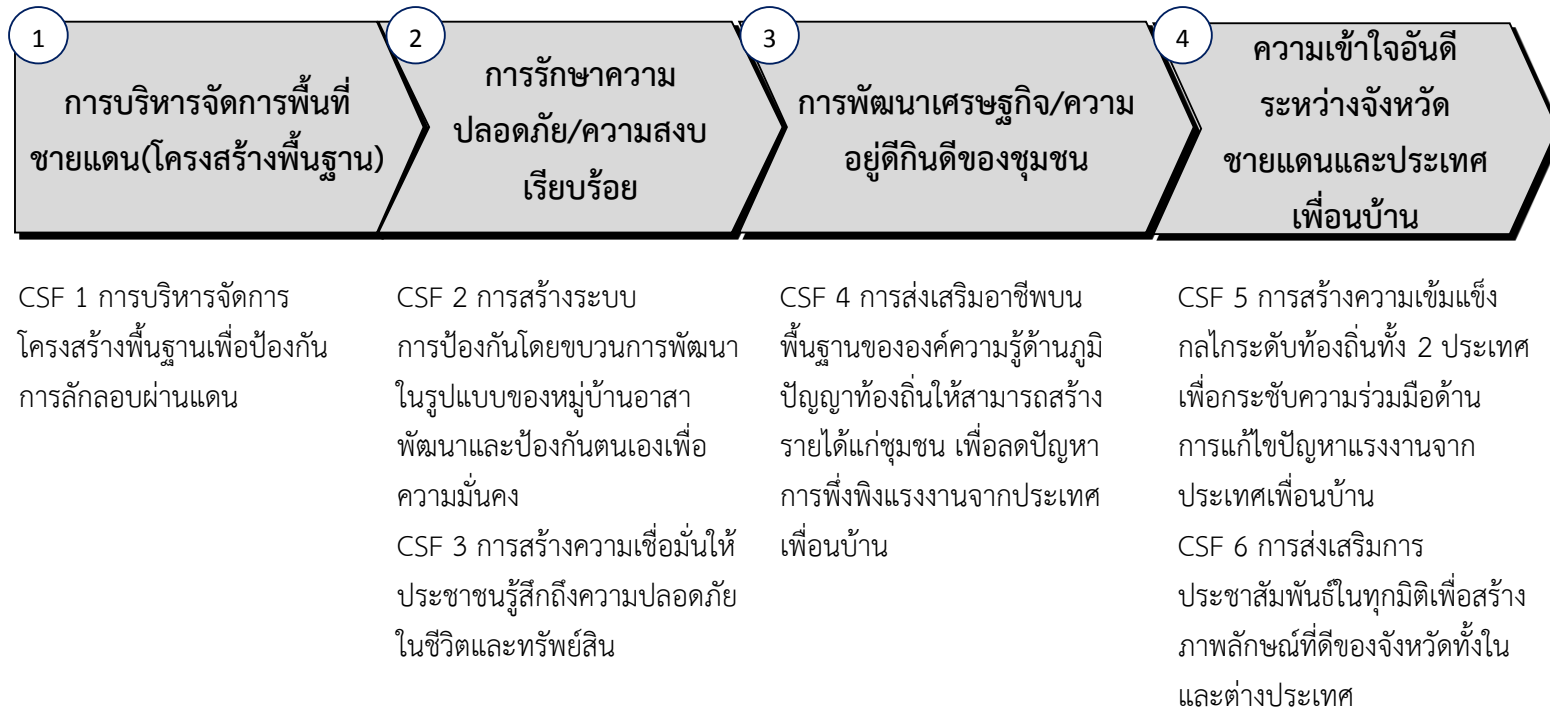 1
การบริหารจัดการพื้นที่
ชายแดน(โครงสร้างพื้นฐาน)
2
การรักษาความ
ปลอดภัย/ความสงบ
เรียบร้อย
3
การพัฒนาเศรษฐกิจ/ความ
อยู่ดีกินดีของชุมชน
4
ความเข้าใจอันดี
ระหว่างจังหวัด
ชายแดนและประเทศ
เพื่อนบ้าน
CSF 1 การบริหารจัดการ
โครงสร้างพื้นฐานเพื่อป้องกัน
การลักลอบผ่านแดน
CSF 2 การสร้างระบบ
การป้องกันโดยขบวนการพัฒนา
ในรูปแบบของหมู่บ้านอาสา
พัฒนาและป้องกันตนเองเพื่อ
ความมั่นคง
CSF 3 การสร้างความเชื่อมั่นให้
ประชาชนรู้สึกถึงความปลอดภัย
ในชีวิตและทรัพย์สิน
CSF 4 การส่งเสริมอาชีพบน
พื้นฐานขององค์ความรู้ด้านภูมิ
ปัญญาท้องถิ่นให้สามารถสร้าง
รายได้แก่ชุมชน เพื่อลดปัญหา
การพึ่งพิงแรงงานจากประเทศ
เพื่อนบ้าน
CSF 5 การสร้างความเข้มแข็ง
กลไกระดับท้องถิ่นทั้ง 2 ประเทศ
เพื่อกระชับความร่วมมือด้าน
การแก้ไขปัญหาแรงงานจาก
ประเทศเพื่อนบ้าน
CSF 6 การส่งเสริมการ
ประชาสัมพันธ์ในทุกมิติเพื่อสร้าง
ภาพลักษณ์ที่ดีของจังหวัดทั้งใน
และต่างประเทศ